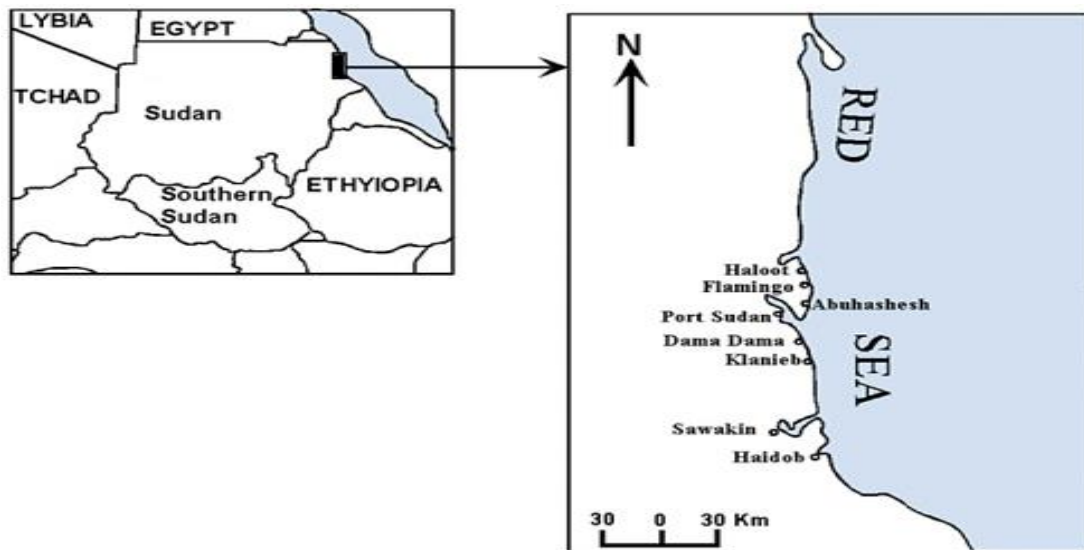 LYBIA
EGYPT
TCHAD
Sudan
Southern
Sudan
ETHYIOPIA
N
RED
SEA
Haloot
Flamingo
Abuhashesh
Port Sudan
Dama Dama
Klanieb
Sawakin
Haidob
30 0 30 Km